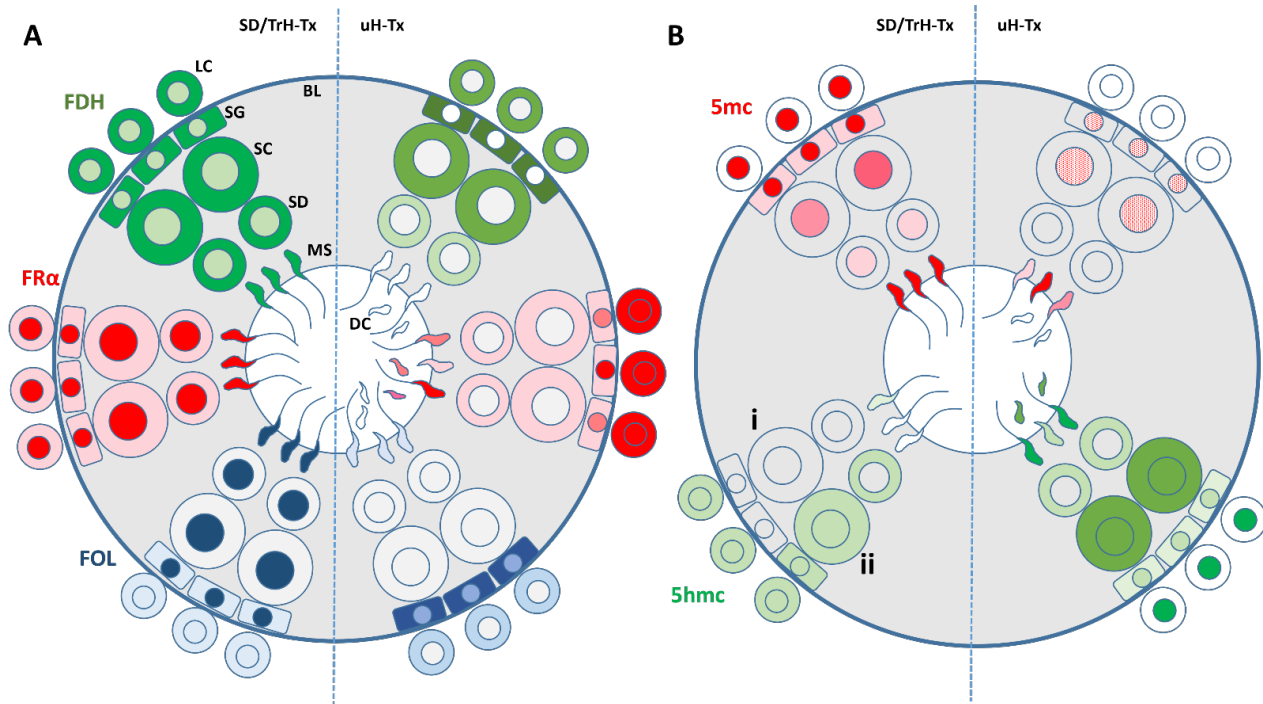 A
SD/TrH-Tx
uH-Tx
LC
BL
FDH
SG
SC
SD
MS
FRα
DC
FOL
B
SD/TrH-Tx
uH-Tx
5mc
i
ii
5hmc